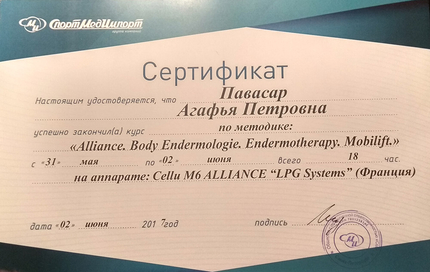 СпортМедИмпорт
Сертификат
Настоящим удостоверяется, что Павасар
Агафья Петровна
успешно закончил(а) курс по методике:
«Alliance. Body Endermologie. Endermotherapy. Mobilift.»
с «31» мая по «02» июня всего 18 час.
на аппарате: Cellu M6 ALLIANCE “LPG Systems” (Франция)
дата «02» июня 2017год подпись